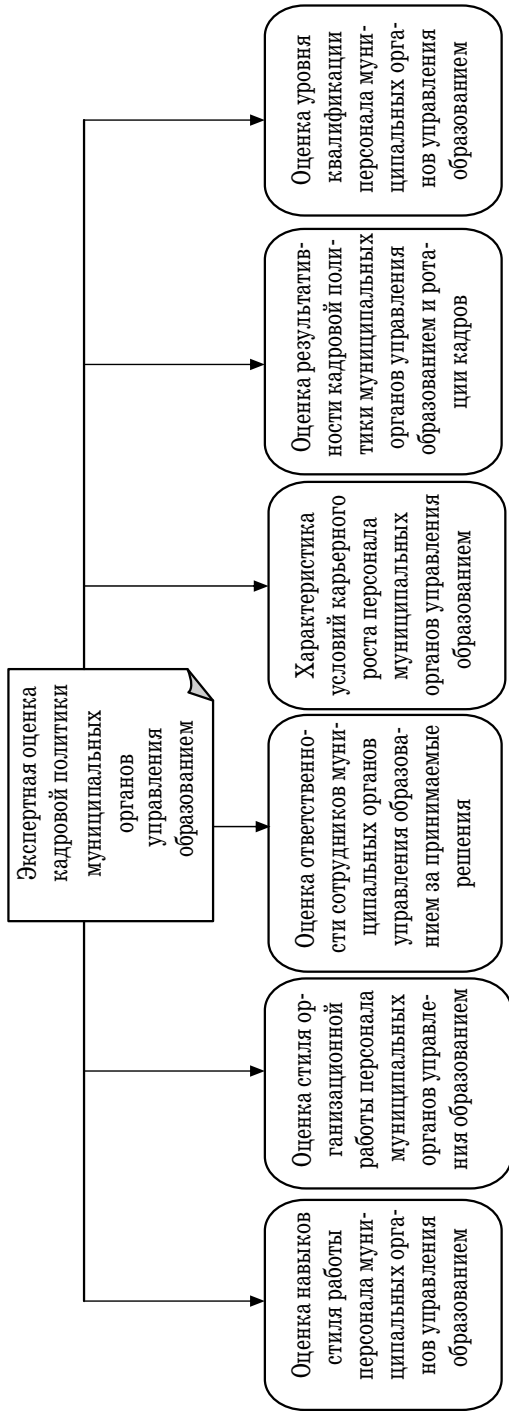 Экспертная оценка
кадровой политики
муниципальных
органов
управления
образованием
Оценка навыков
стиля работы
персонала муни-
ципальных орга-
нов управления
образованием
Оценка стиля ор-
ганизационной
работы персонала
муниципальных
органов управле-
ния образованием
Оценка ответственно-
сти сотрудников муни-
ципальных органов
управления образова-
нием за принимаемые
решения
Характеристика
условий карьерного
роста персонала
муниципальных
органов управления
образованием
Оценка результатив-
ности кадровой поли-
тики муниципальных
органов управления
образованием и рота-
ции кадров
Оценка уровня
квалификации
персонала муни-
ципальных орга-
нов управления
образованием